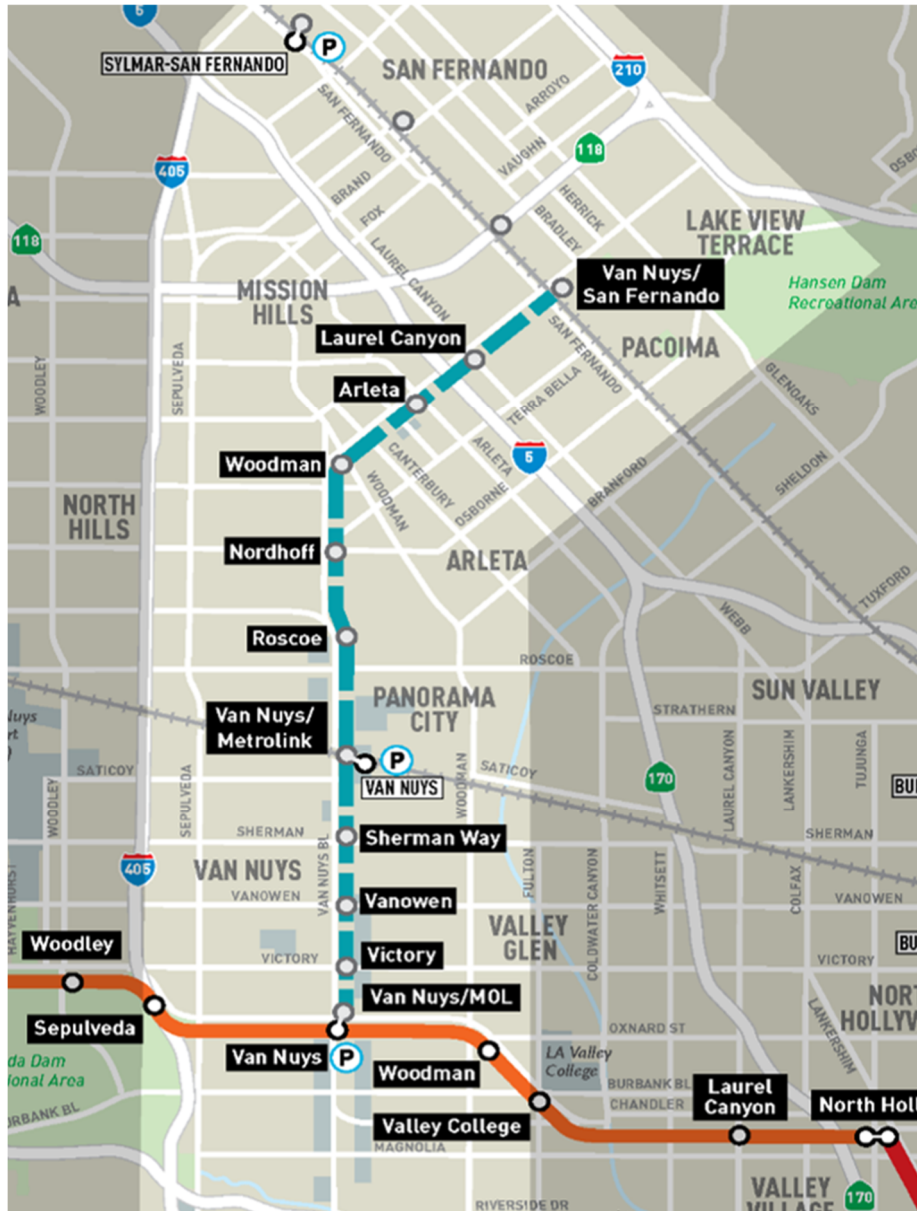 5
SYLMAR-SAN FERNANDO
P
SAN FERNANDO
210
ARROYO
SAN FERNANDO
118
405
VAUGHN
BRAND
HERRICK
FOX
BRADLEY
118
LAUREL CANYON
LAKE VIEW
TERRACE
Van Nuys/
San Fernando
Hansen Dam
Recreational Area
MISSION
HILLS
SAN FERNANDO
Laurel Canyon
PACOIMA
WOODLEY
SEPULVEDA
Arleta
TERRA BELLA
GLENOAKS
ARLETA
5
Woodman
CANTERBURY
WOODMAN
OSBORNE
BRANFORD
SHELDON
NORTH
HILLS
Nordhoff
ARLETA
TUXFORD
WEBB
Roscoe
ROSCOE
PANORAMA
CITY
SUN VALLEY
Van Nuys/
Metrolink
STRATHERN
P
VAN NUYS
SATICOY
SATICOY
170
WOODLEY
SEPULVEDA
WOODMAN
LAUREL CANYON
LANKERSHIM
TUJUNGA
SHERMAN
Sherman Way
SHERMAN
405
VAN NUYS
VAN NUYS BL
FULTON
COLDWATER CANYON
WHITSETT
COLFAX
VANOWEN
Vanowen
VANOWEN
HAYVENHURST
VALLEY
GLEN
Woodley
VICTORY
Victory
VICTORY
Van Nuys/MOL
Sepulveda
OXNARD ST
LANKERSHIM
Van Nuys
P
Woodman
LA Valley
College
BURBANK BL
CHANDLER
BURBANK BL
Laurel
Canyon
North Holl
Valley College
MAGNOLIA
RIVERSIDE DR
VALLEY
VILLAGE
170